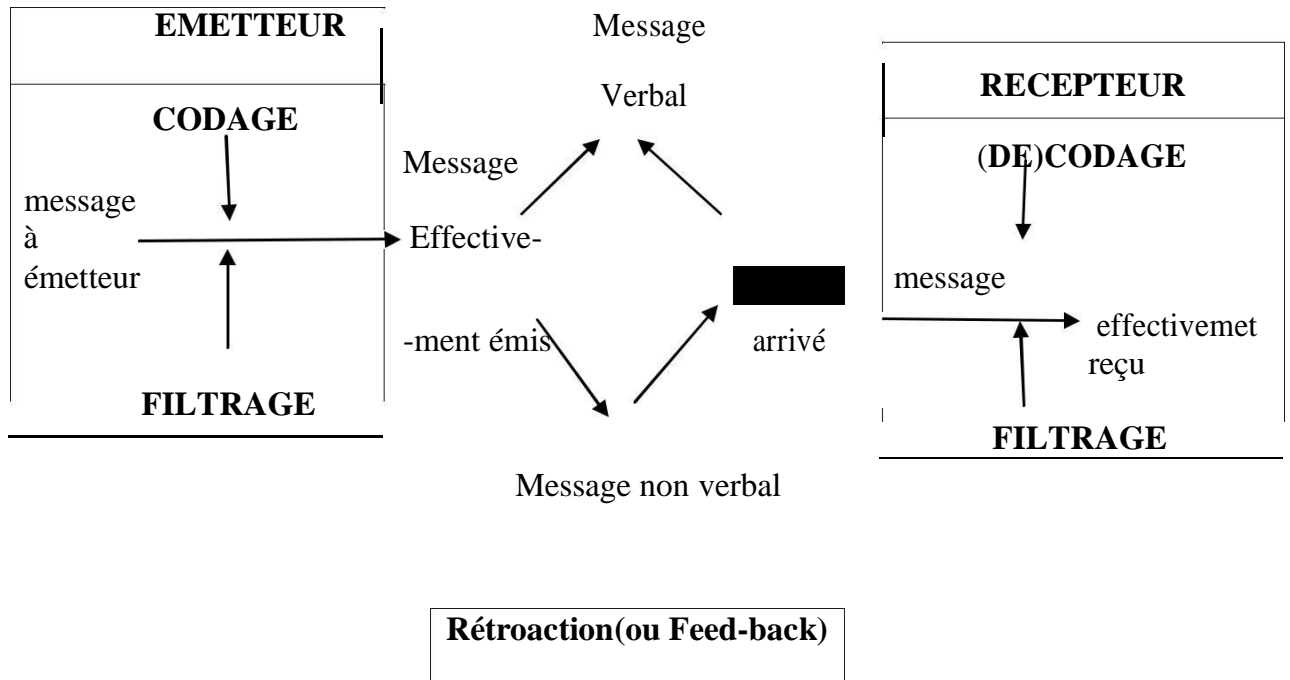 EMETTEUR
CODAGE
message
à
émetteur
FILTRAGE
Message
Verbal
Message
Effective-
-ment émis
arrivé
Message non verbal
RECEPTEUR
(DE)CODAGE
message
effectivemet
reçu
FILTRAGE
Rétroaction(ou Feed-back)